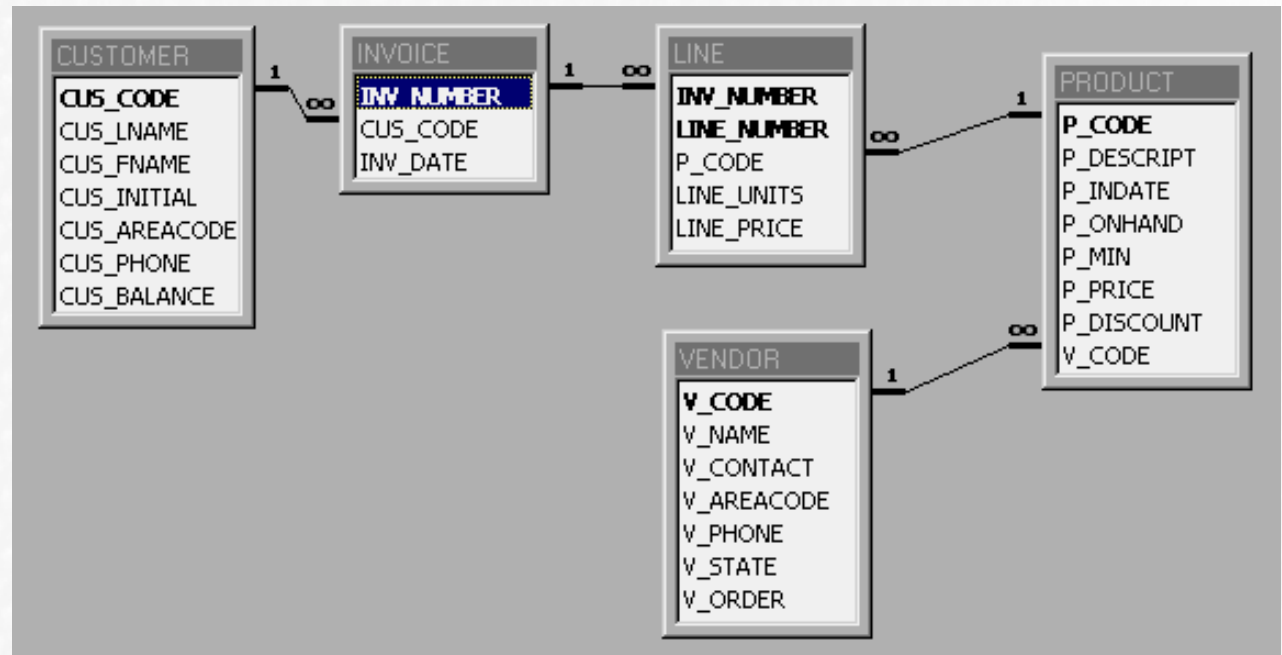 CUSTOMER
CUS_CODE
CUS_LNAME
CUS_FNAME
CUS_INITIAL
CUS_AREACODE
CUS_PHONE
CUS_BALANCE
1
∞
INVOICE
INV_NUMBER
CUS_CODE
INV_DATE
1
∞
LINE
INV_NUMBER
LINE_NUMBER
P_CODE
LINE_UNITS
LINE_PRICE
∞
1
PRODUCT
P_CODE
P_DESCRIPT
P_INDATE
P_ONHAND
P_MIN
P_PRICE
P_DISCOUNT
V_CODE
∞
1
VENDOR
V_CODE
V_NAME
V_CONTACT
V_AREACODE
V_PHONE
V_STATE
V_ORDER